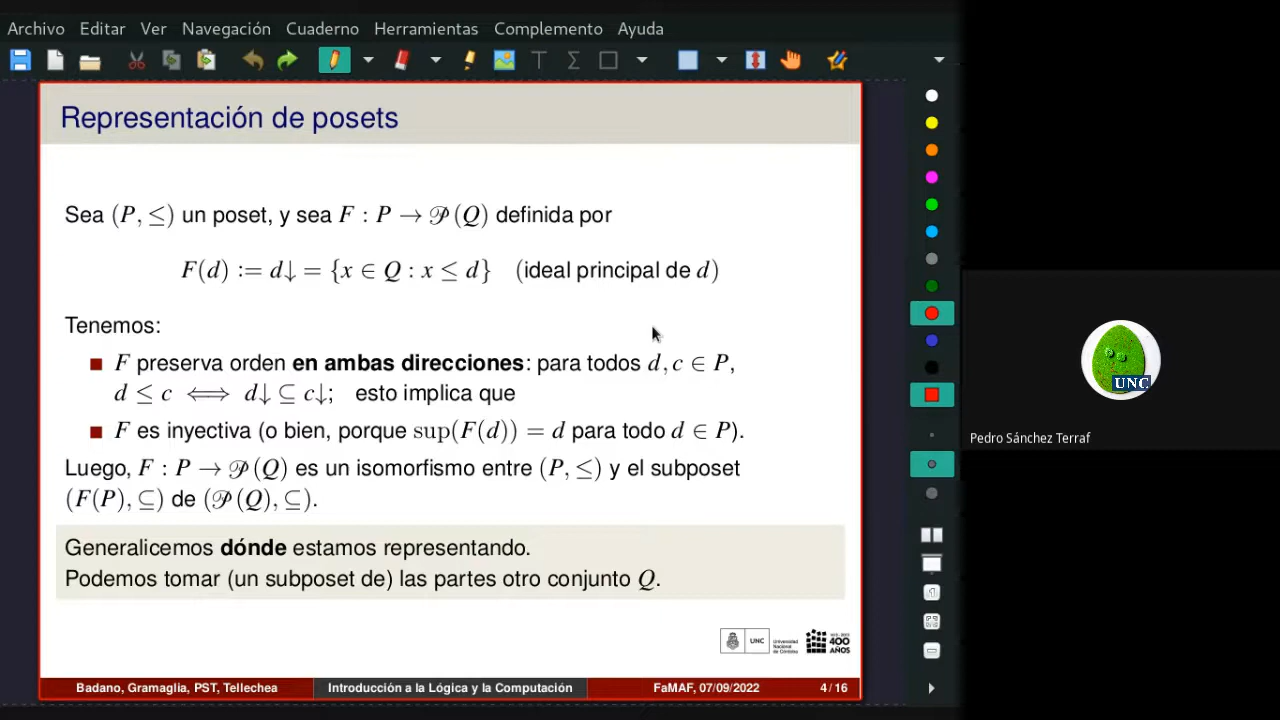 Archivo Editar Ver Navegación Cuaderno Herramientas Complemento Ayuda
Representación de posets
Sea (P, ≤) un poset, y sea F : P → 𝒫(Q) definida por
F(d) := d↓ = {x ∈ Q : x ≤ d} (ideal principal de d)
Tenemos:
F preserva orden en ambas direcciones: para todos d, c ∈ P,
d ≤ c ⟺ d↓ ⊆ c↓; esto implica que
F es inyectiva (o bien, porque sup(F(d)) = d para todo d ∈ P).
Luego, F : P → 𝒫(Q) es un isomorfismo entre (P, ≤) y el subposet
(F(P), ⊆) de (𝒫(Q), ⊆).
Generalicemos dónde estamos representando.
Podemos tomar (un subposet de) las partes otro conjunto Q.
UNC
Universidad
Nacional
de Córdoba
400
AÑOS
Badano, Gramaglia, PST, Tellechea Introducción a la Lógica y la Computación FaMAF, 07/09/2022 4 / 16
UNC
Pedro Sánchez Terraf